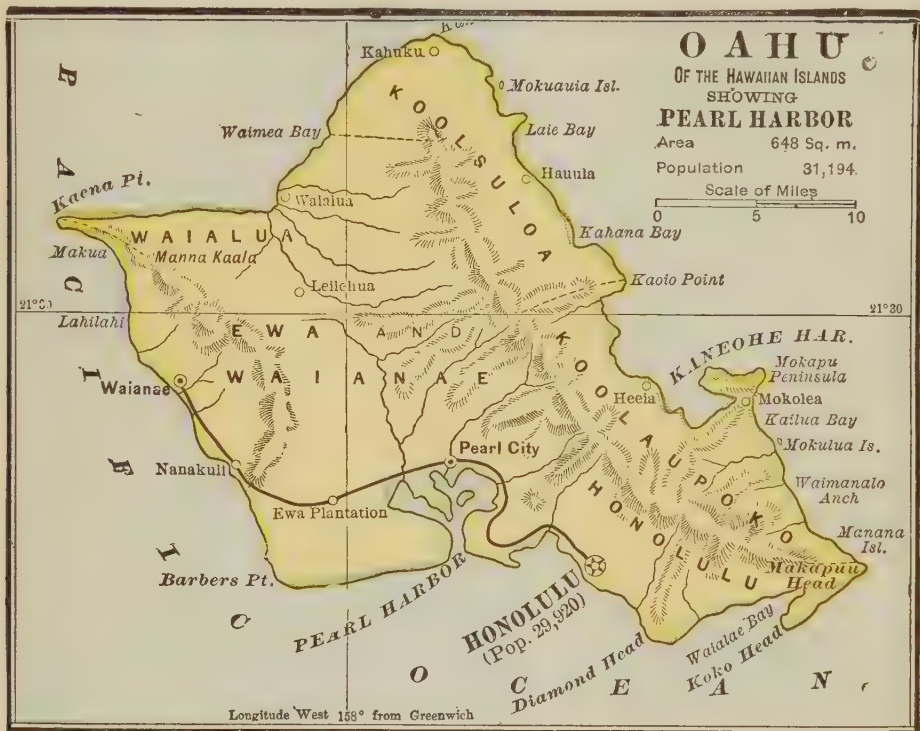 OAHU
OF THE HAWAIIAN ISLANDS
SHOWING
PEARL HARBOR
Area 648 Sq. m.
Population 31,194.
Scale of Miles
0 5 10
PACIFIC OCEAN
Kahuku
Mokuauia Isl.
Waimea Bay
Laie Bay
Hauula
KOOLSULOA
Kaena Pt.
Waialua
WAIALUA
Kahana Bay
Makua
Manna Kaala
Leilehua
Kaoio Point
21°30
21°30
Lahilahi
EWA AND
WAIANAE
KANEOHE HAR.
Mokapu
Peninsula
Waianae
Heeia
Mokolea
KOOLAUPOKO
Kailua Bay
Pearl City
Mokulua Is.
Nanakuli
Waimanalo
Anch
Ewa Plantation
HONOLULU
Manana
Isl.
Makapuu
Head
Barbers Pt.
PEARL HARBOR
HONOLULU
(Pop. 29,920)
Diamond Head
Waialae Bay
Koko Head
Longitude West 158° from Greenwich